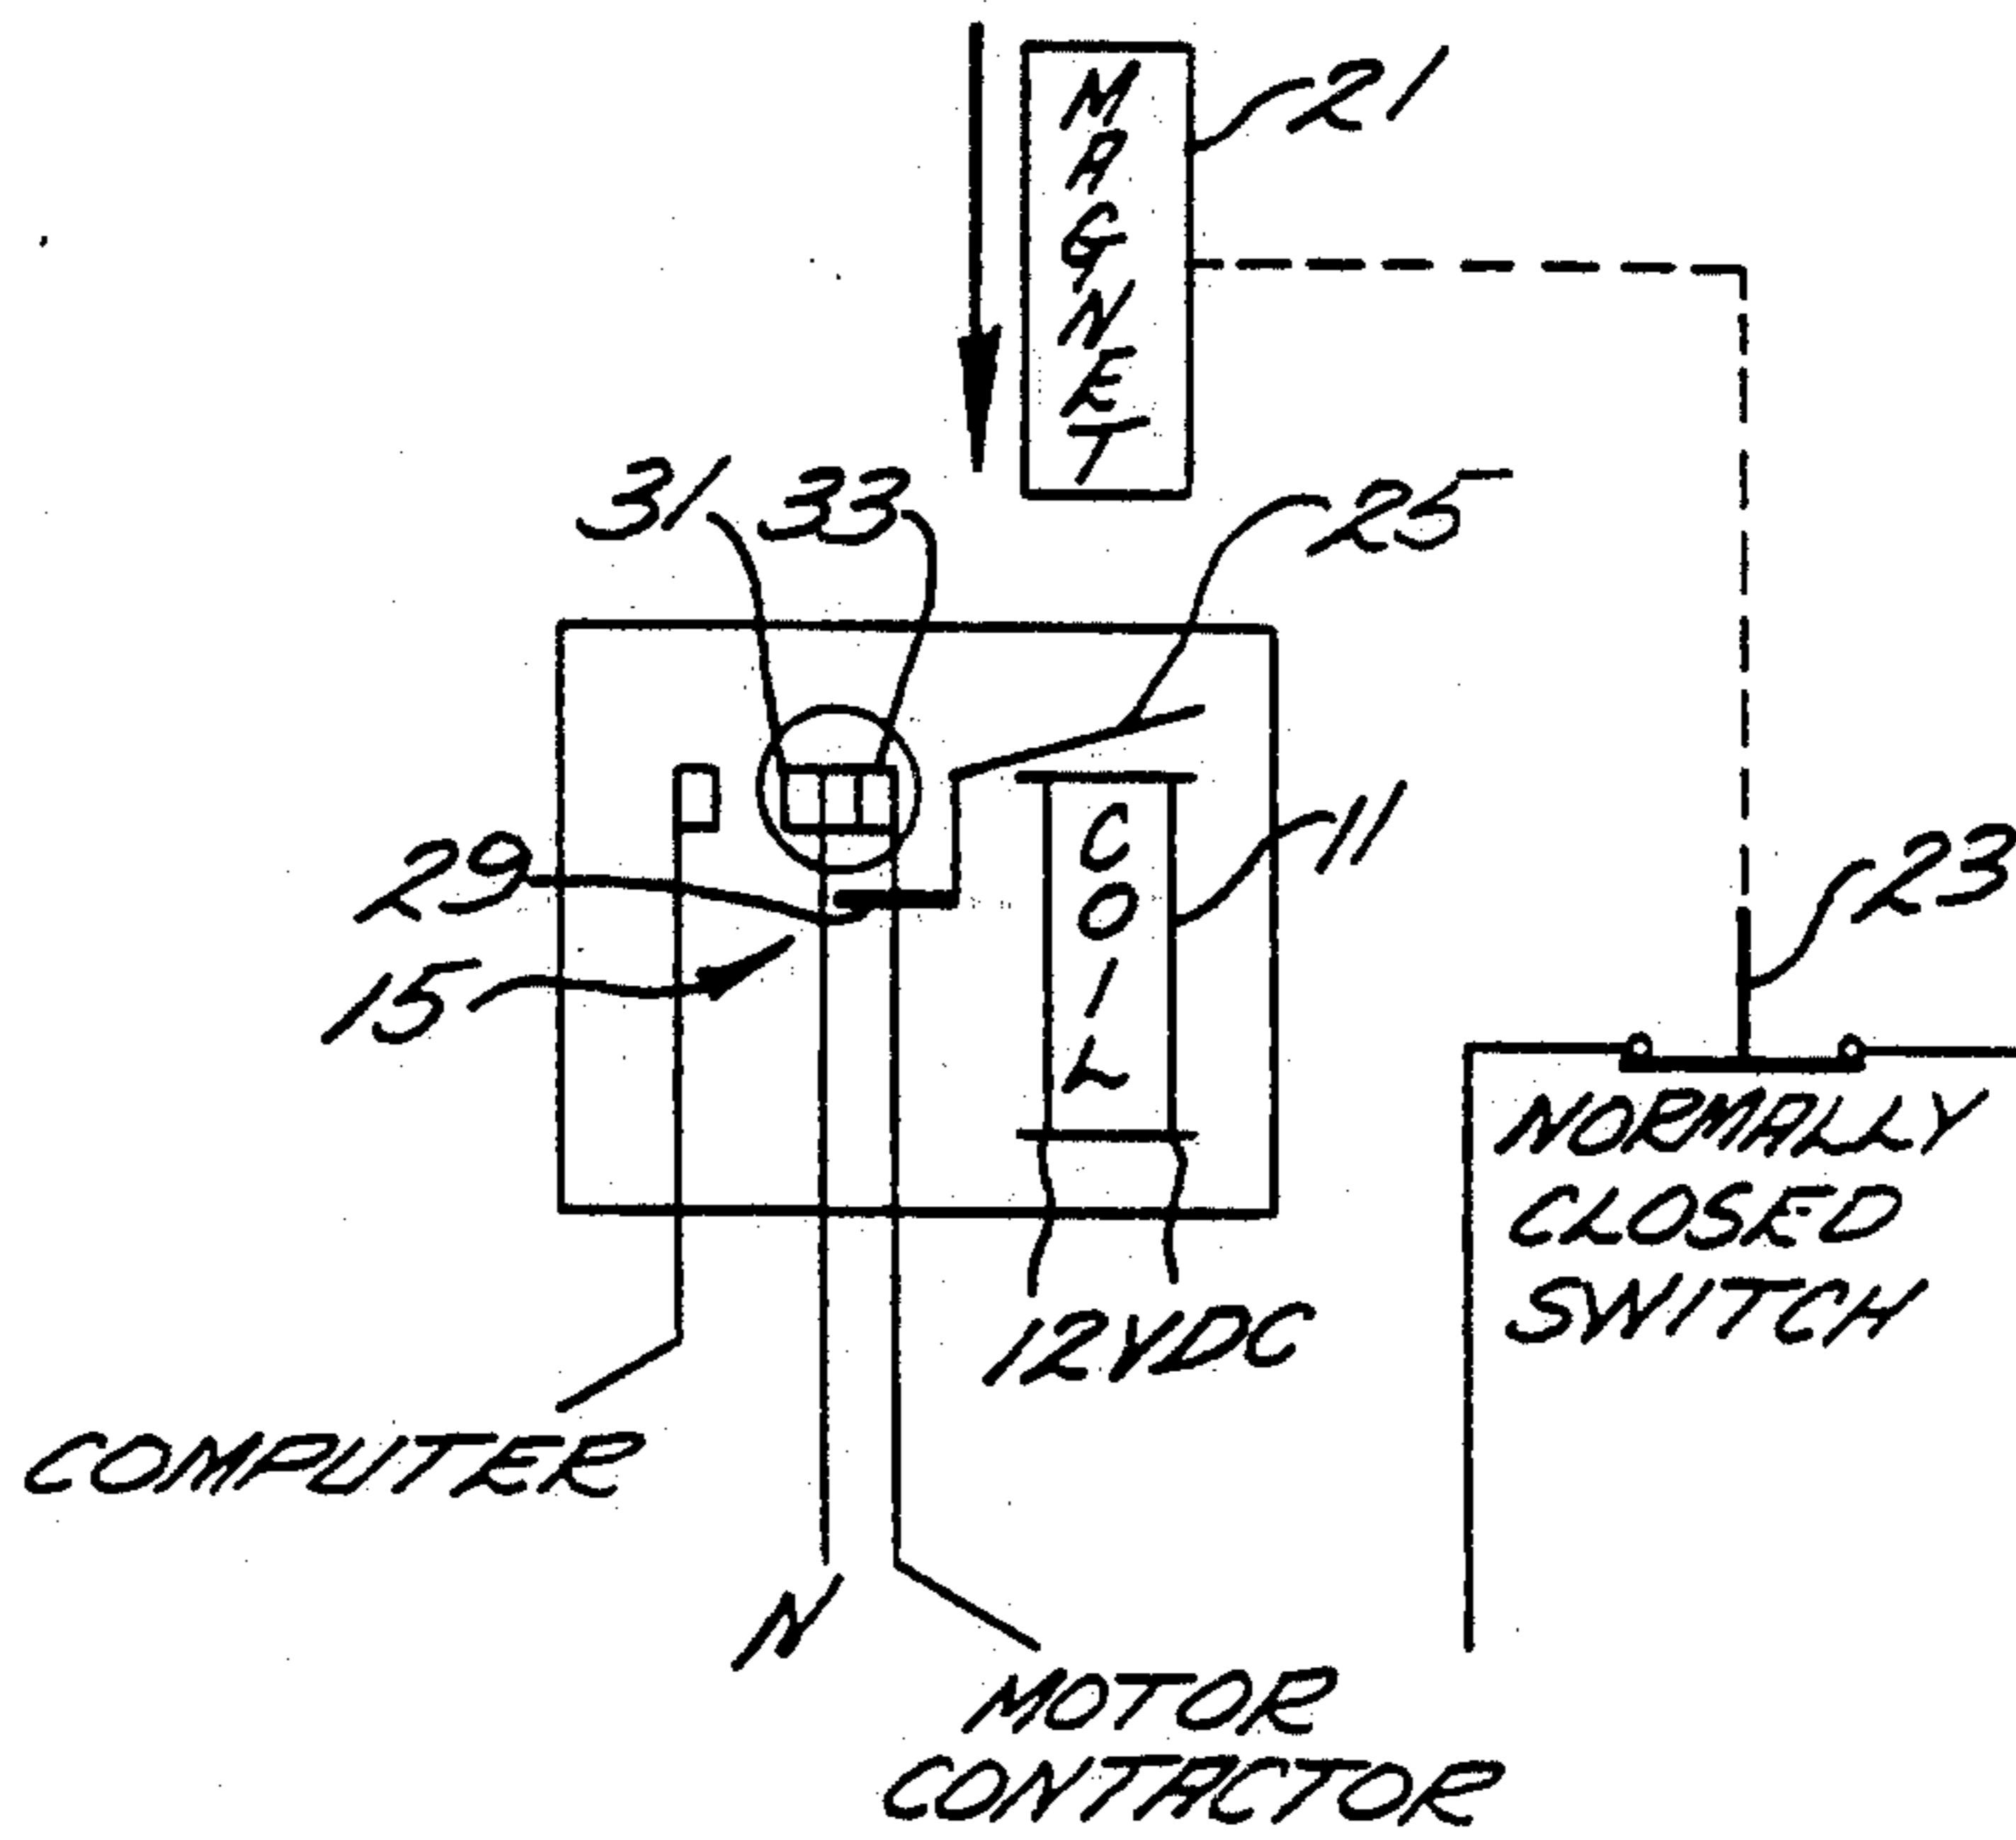 MAGNET
21
31
33
25
COIL
11
29
15
23
NORMALLY
CLOSED
SWITCH
12VDC
COMPUTER
N
MOTOR
CONTACTOR